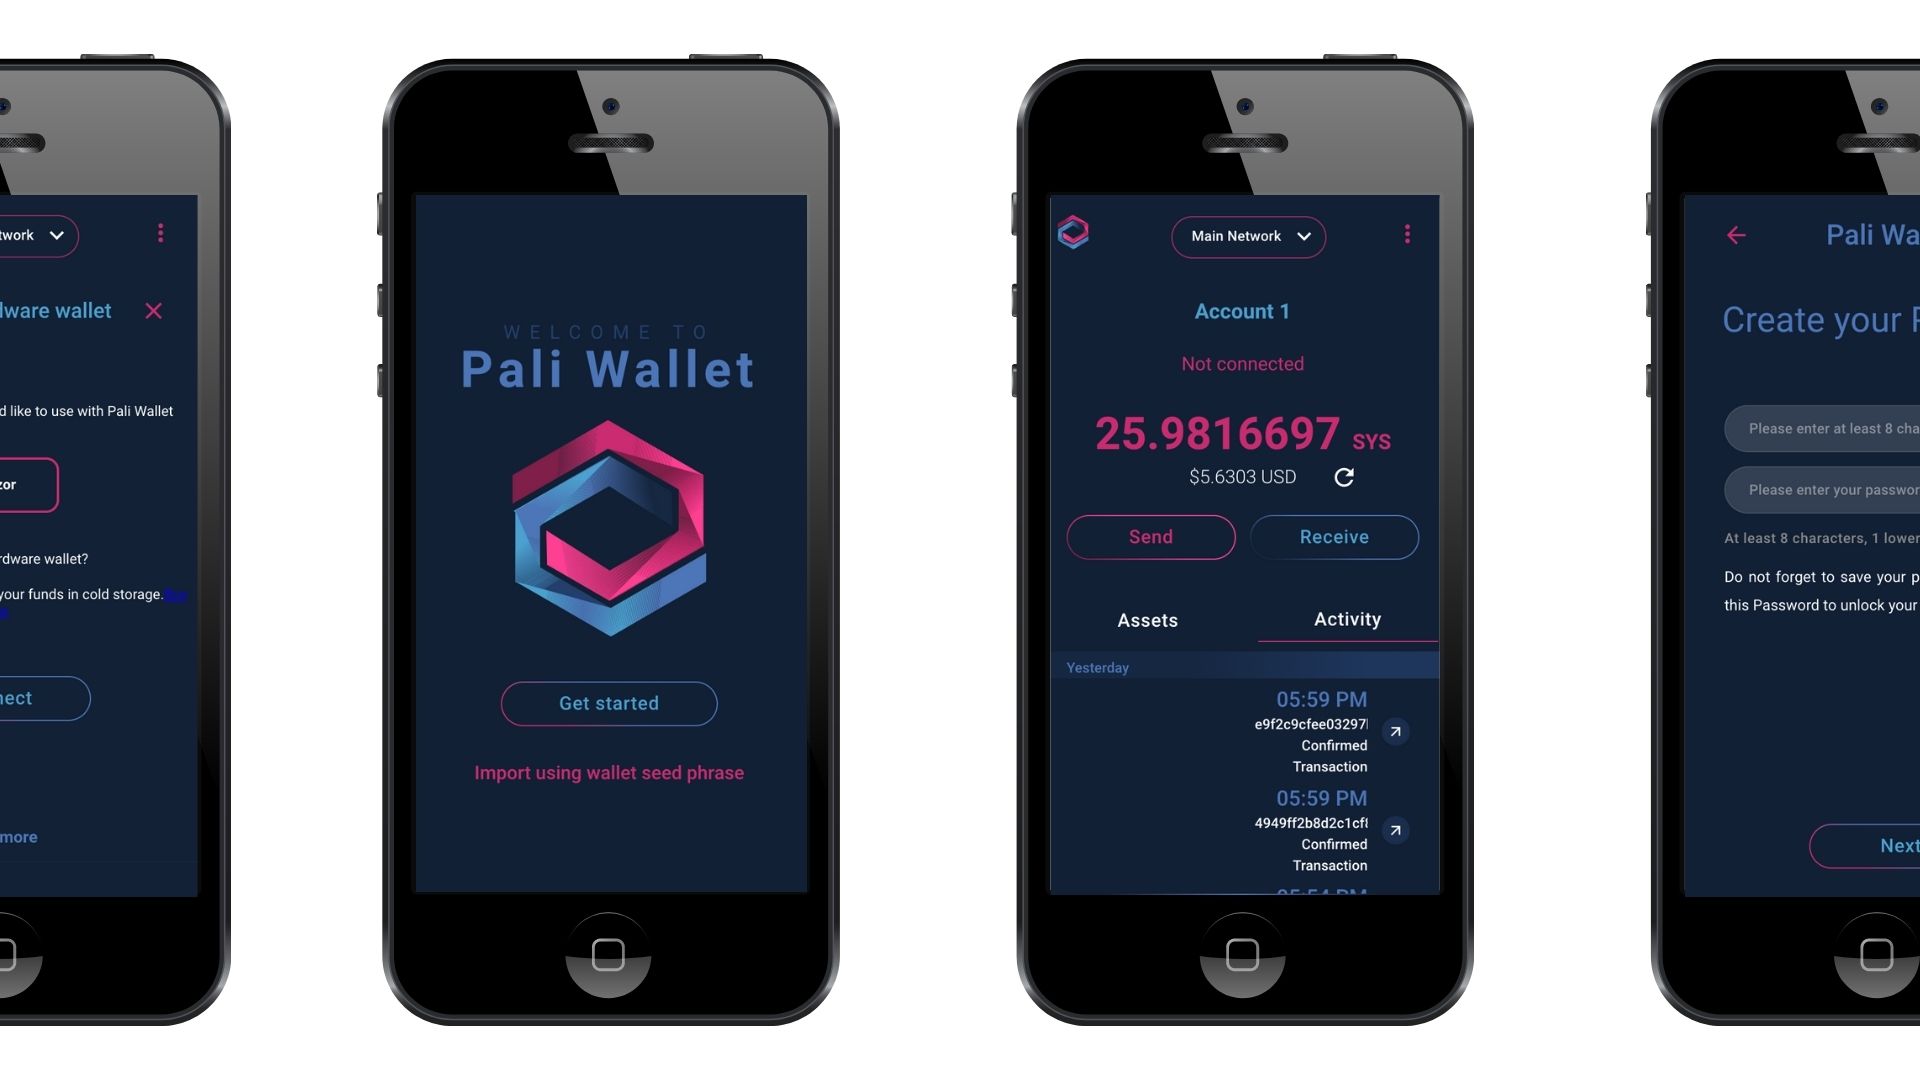 twork
dware wallet
d like to use with Pali Wallet
zor
rdware wallet?
your funds in cold storage.
nect
more
WELCOME TO
Pali Wallet
Get started
Import using wallet seed phrase
Main Network
Account 1
Not connected
25.9816697 SYS
$5.6303 USD
Send
Receive
Assets
Activity
Yesterday
05:59 PM
e9f2c9cfee03297
Confirmed
Transaction
05:59 PM
4949ff2b8d2c1cf
Confirmed
Transaction
05:54 PM
Pali Wa
Create your
Please enter at least 8 cha
Please enter your passwor
At least 8 characters, 1 lower
Do not forget to save your p
this Password to unlock your
Next